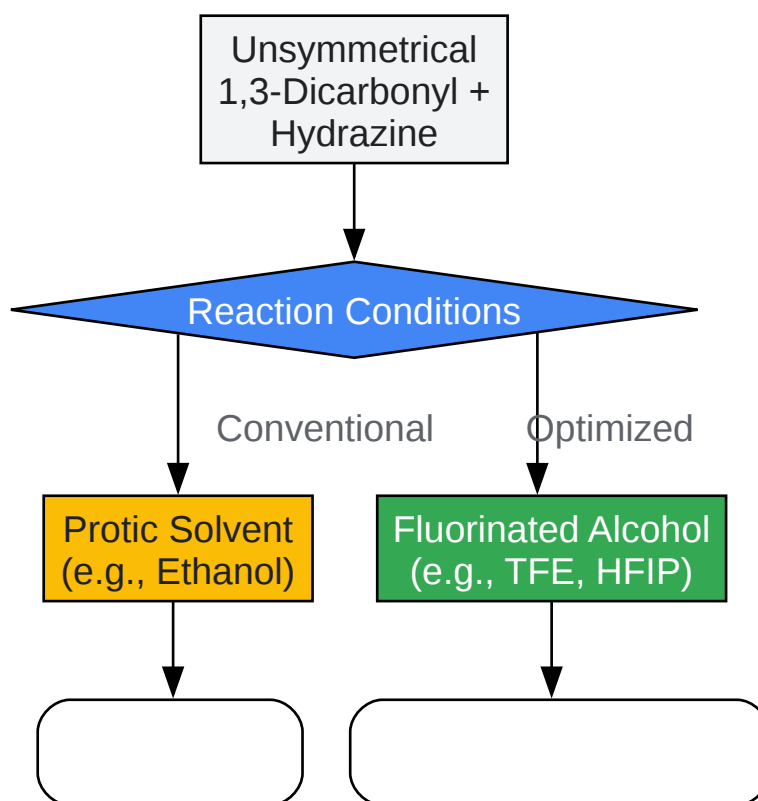 Unsymmetrical
1,3-Dicarbonyl +
Hydrazine
Reaction Conditions
Conventional
Optimized
Protic Solvent
(e.g., Ethanol)
Fluorinated Alcohol
(e.g., TFE, HFIP)